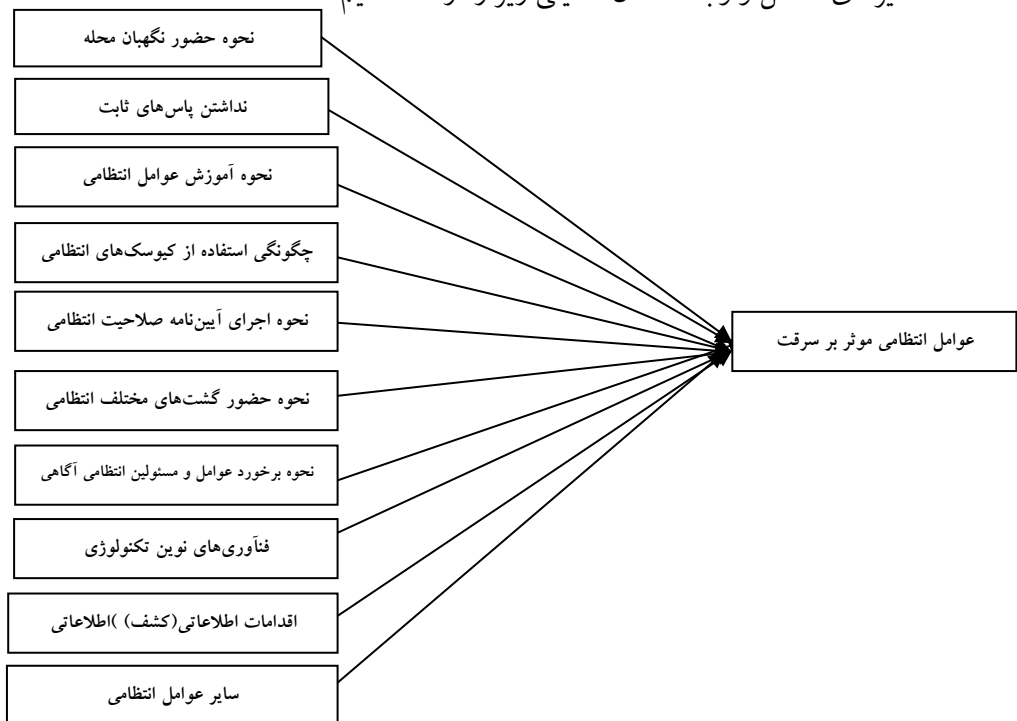 نحوه حضور نگهبان محله
نداشتن پاس‌های ثابت
نحوه آموزش عوامل انتظامی
چگونگی استفاده از کیوسک‌های انتظامی
نحوه اجرای آیین‌نامه صلاحیت انتظامی
نحوه حضور گشت‌های مختلف انتظامی
نحوه برخورد عوامل و مسئولین انتظامی آگاهی
فنآوری‌های نوین تکنولوژی
اقدامات اطلاعاتی(کشف) )اطلاعاتی
سایر عوامل انتظامی
عوامل انتظامی موثر بر سرقت